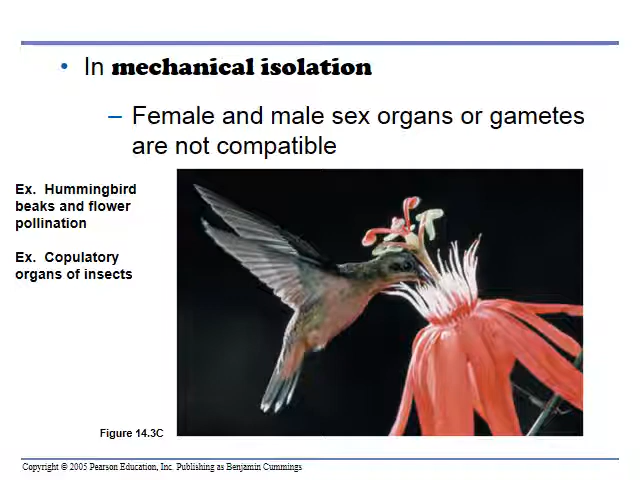 • In mechanical isolation
– Female and male sex organs or gametes
are not compatible
Ex. Hummingbird
beaks and flower
pollination
Ex. Copulatory
organs of insects
Figure 14.3C
Copyright © 2005 Pearson Education, Inc. Publishing as Benjamin Cummings